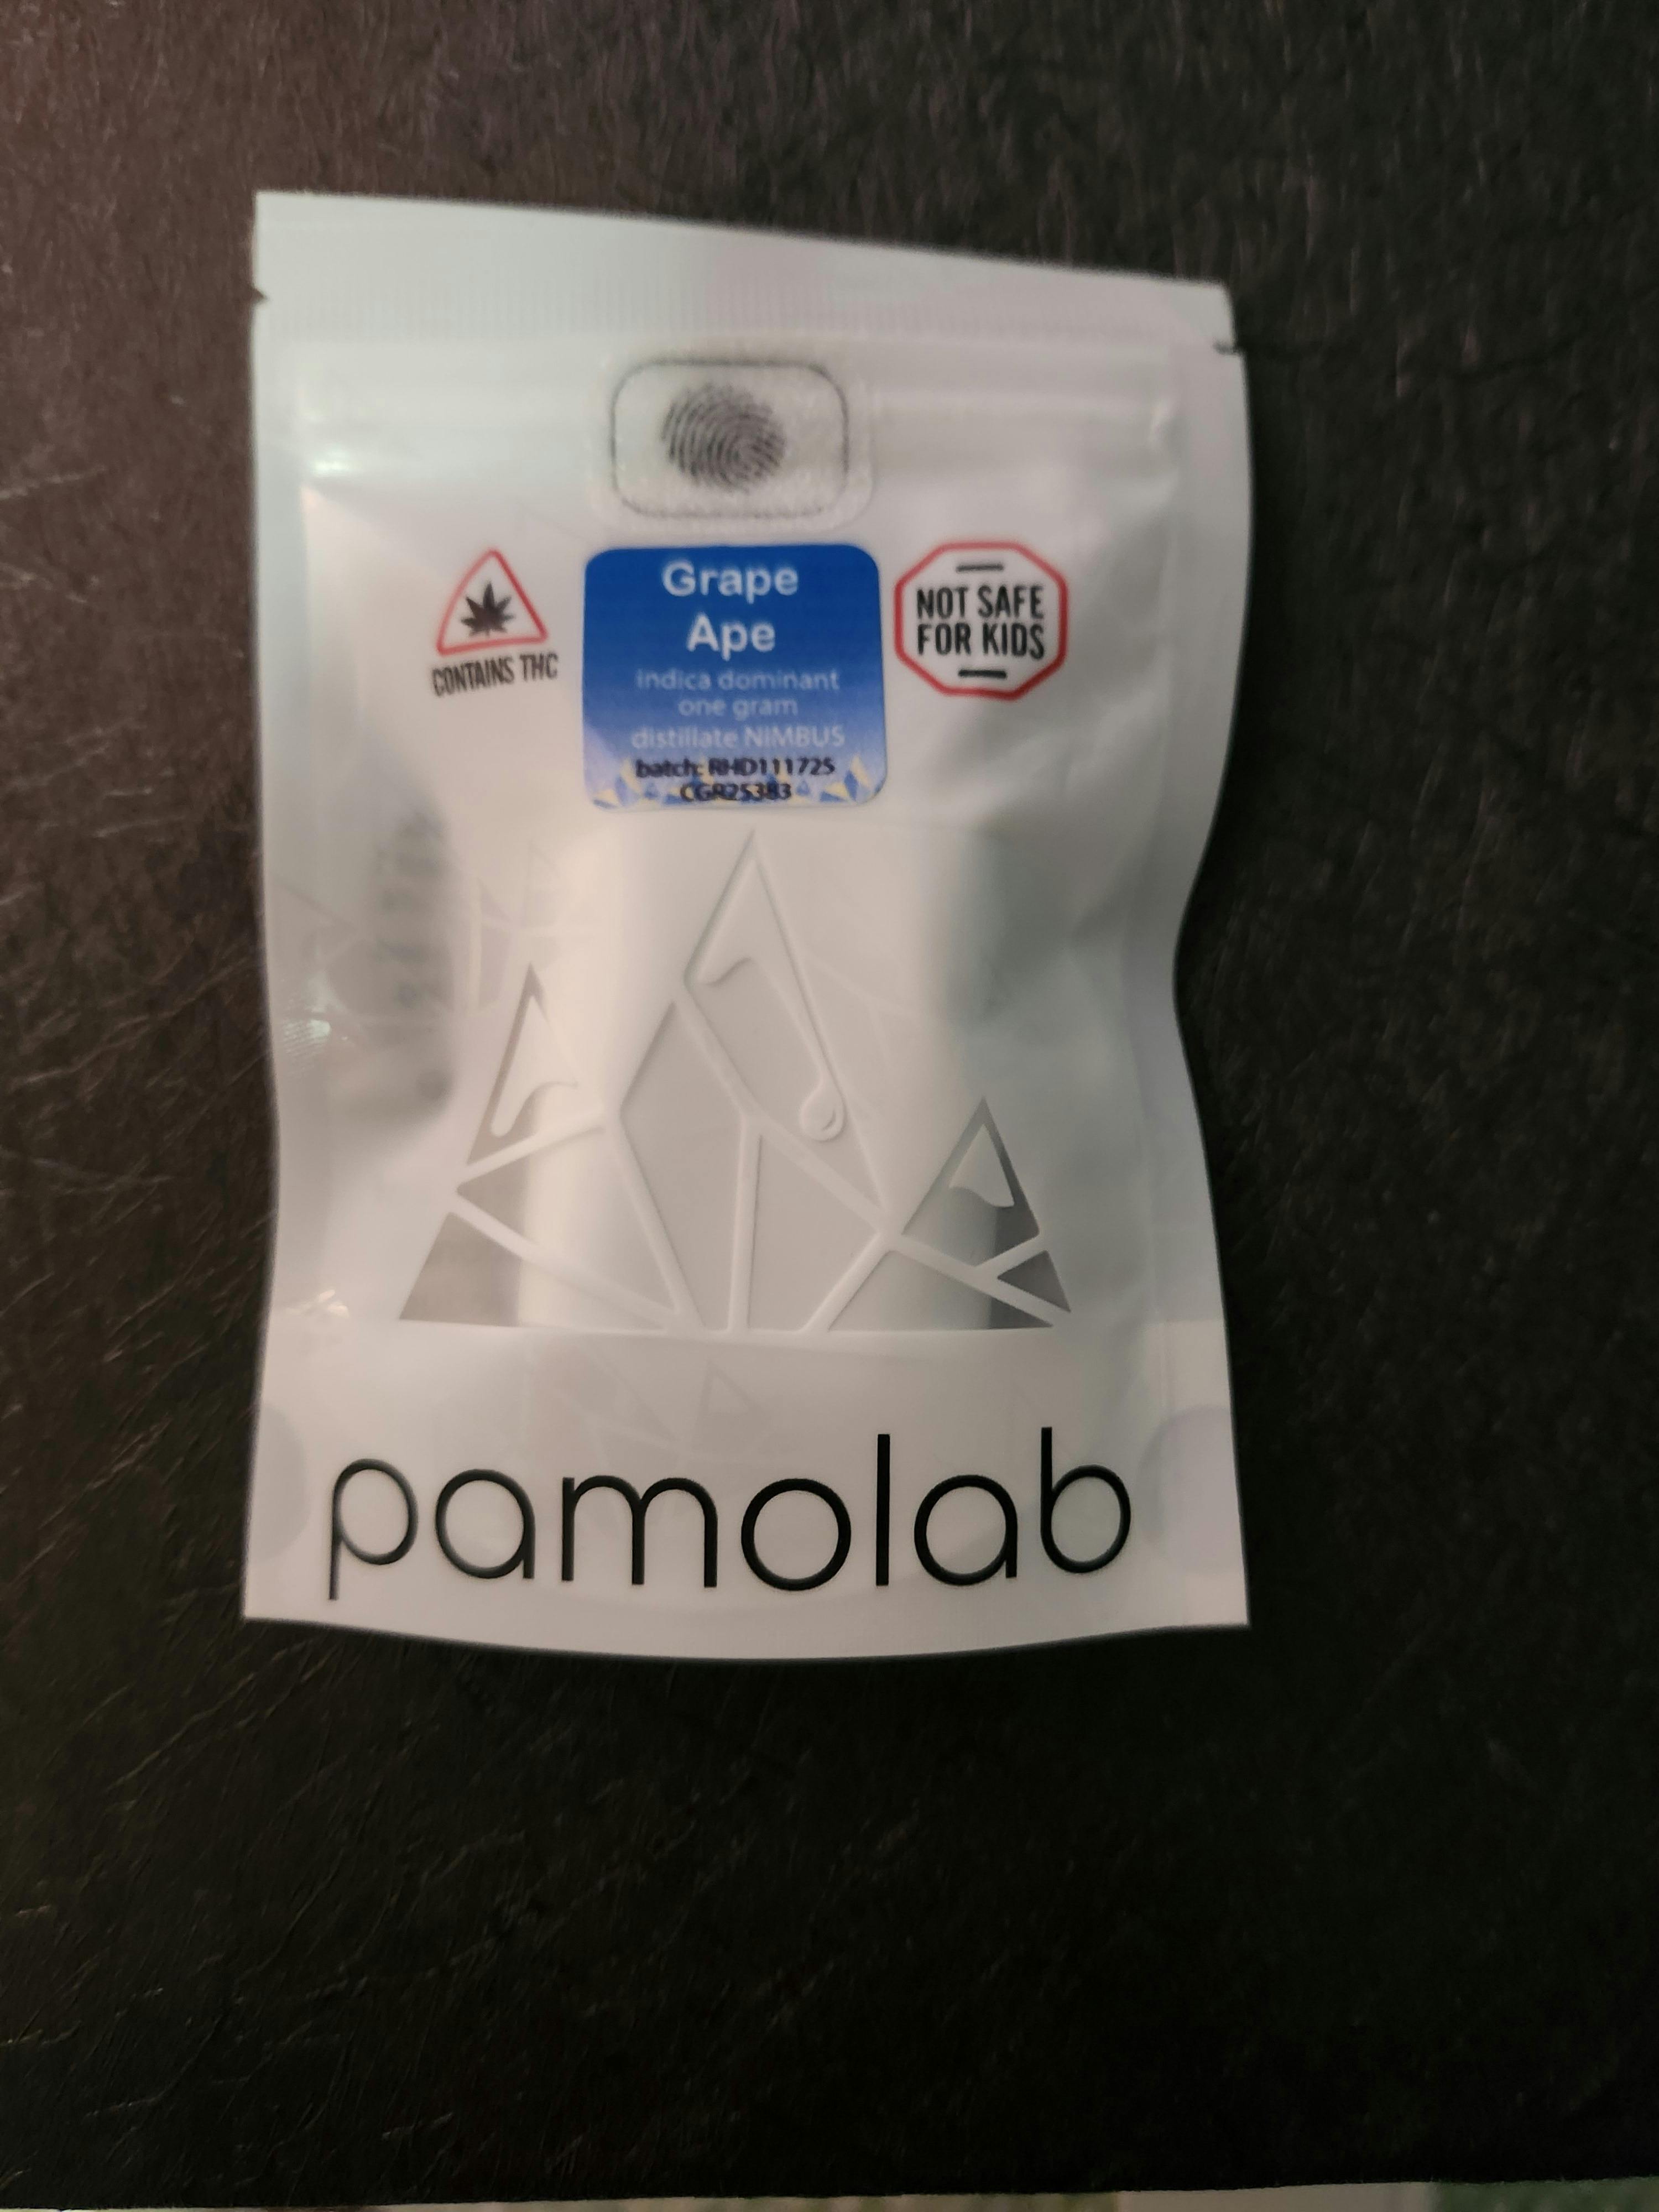 CONTAINS THC
Grape
Ape
indica dominant
one gram
distillate NIMBUS
batch: RHD111725
CGR25383
NOT SAFE
FOR KIDS
pamolab